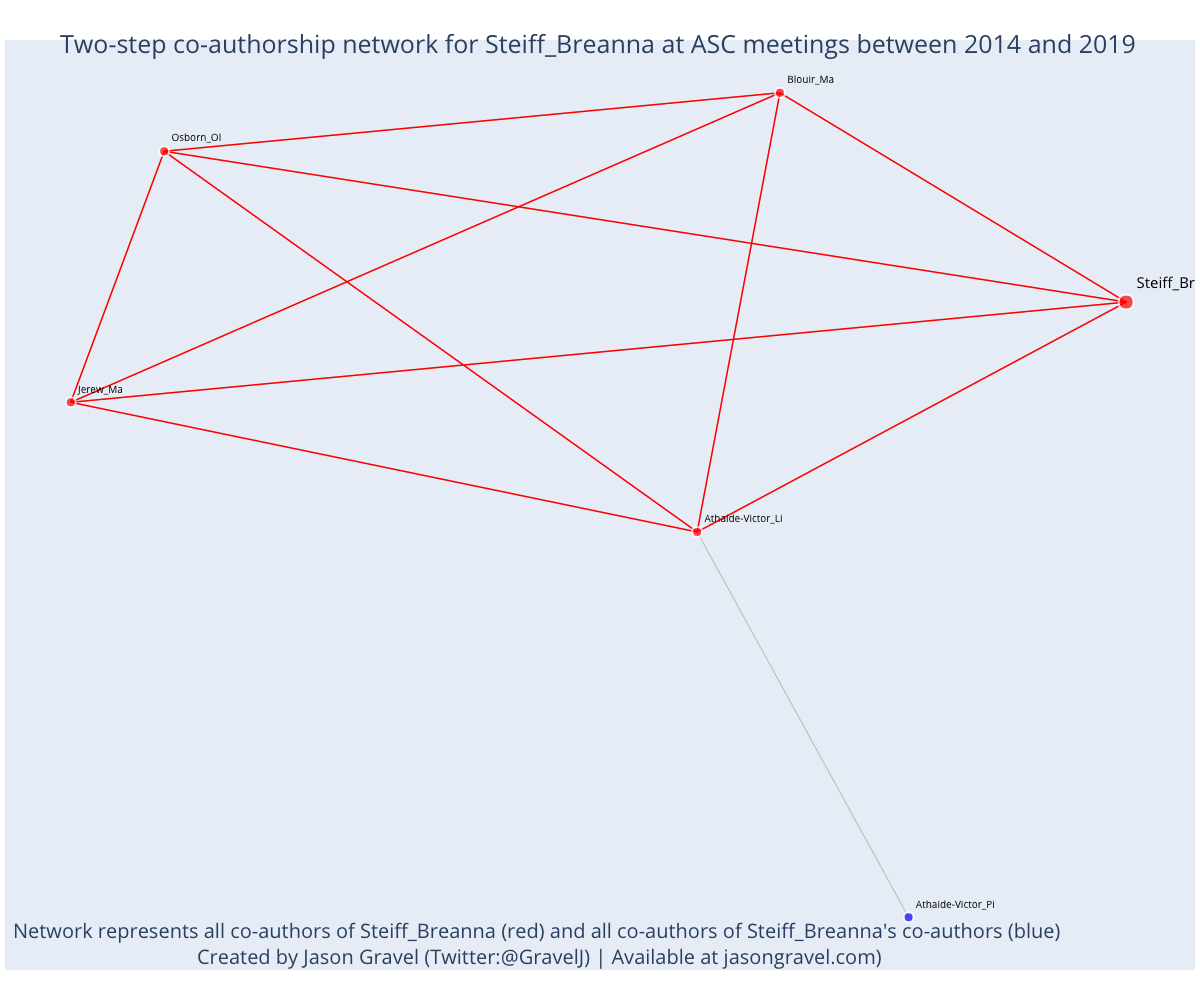 Two-step co-authorship network for Steiff_Breanna at ASC meetings between 2014 and 2019
Blouir_Ma
Osborn_Ol
Steiff_Br
Jerew_Ma
Athaide-Victor_Li
Athaide-Victor_Pi
Network represents all co-authors of Steiff_Breanna (red) and all co-authors of Steiff_Breanna's co-authors (blue)
Created by Jason Gravel (Twitter:@GravelJ) | Available at jasongravel.com)